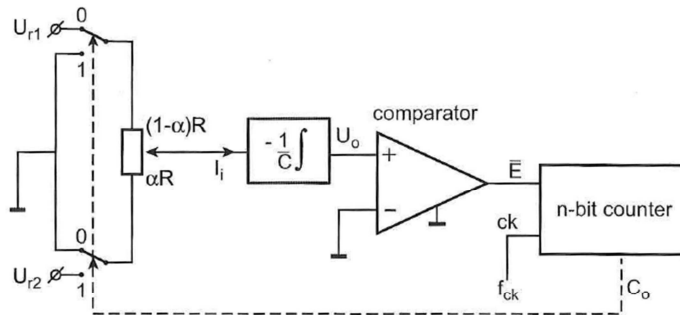 0
U_r1
1
(1-α)R
αR
I_i
- 1/C ∫
U_o
comparator
+
−
Ē
n-bit counter
ck
f_ck
C_o
0
U_r2
1